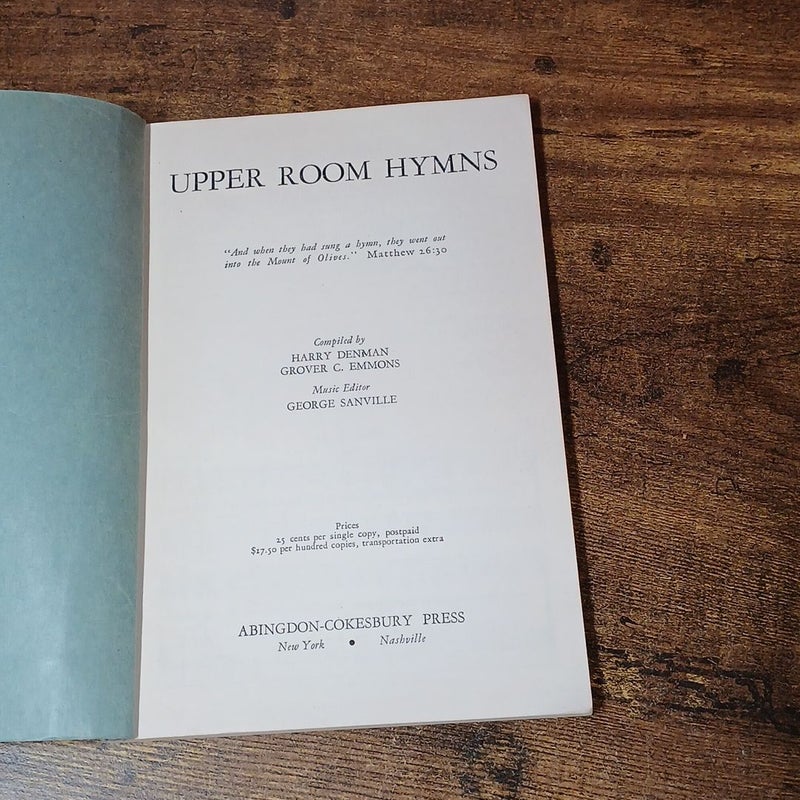 UPPER ROOM HYMNS
“And when they had sung a hymn, they went out
into the Mount of Olives.” Matthew 26:30
Compiled by
HARRY DENMAN
GROVER C. EMMONS
Music Editor
GEORGE SANVILLE
Prices
25 cents per single copy, postpaid
$17.50 per hundred copies, transportation extra
ABINGDON-COKESBURY PRESS
New York • Nashville